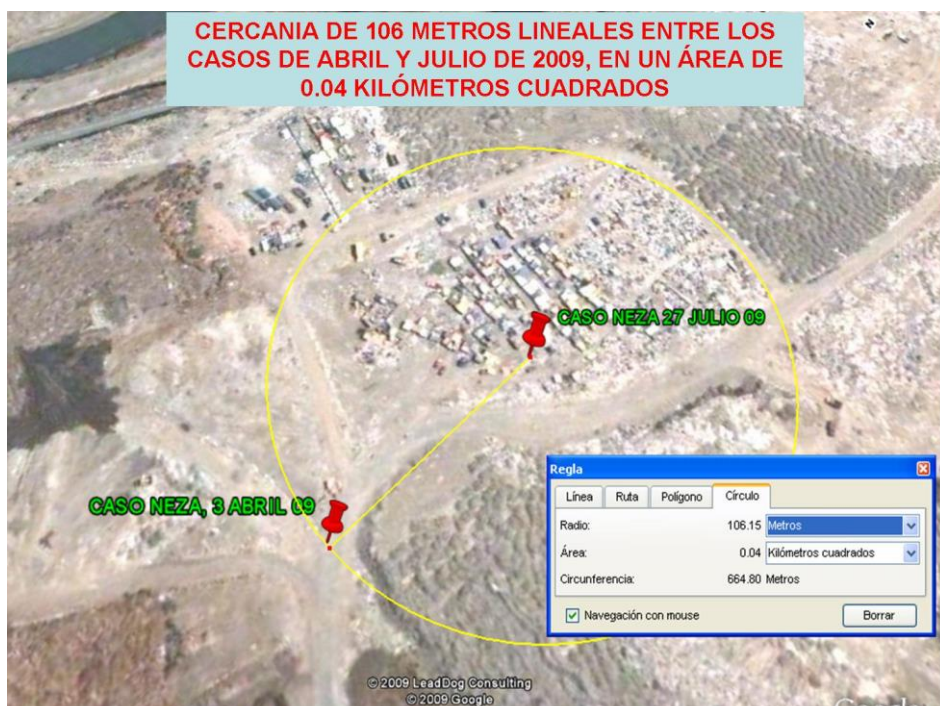 CERCANIA DE 106 METROS LINEALES ENTRE LOS
CASOS DE ABRIL Y JULIO DE 2009, EN UN ÁREA DE
0.04 KILÓMETROS CUADRADOS
N
CASO NEZA 27 JULIO 09
CASO NEZA, 3 ABRIL 09
Regla
Línea Ruta Polígono Círculo
Radio: 106.15 Metros
Área: 0.04 Kilómetros cuadrados
Circunferencia: 664.80 Metros
Navegación con mouse Borrar
© 2009 LeadDog Consulting
© 2009 Google